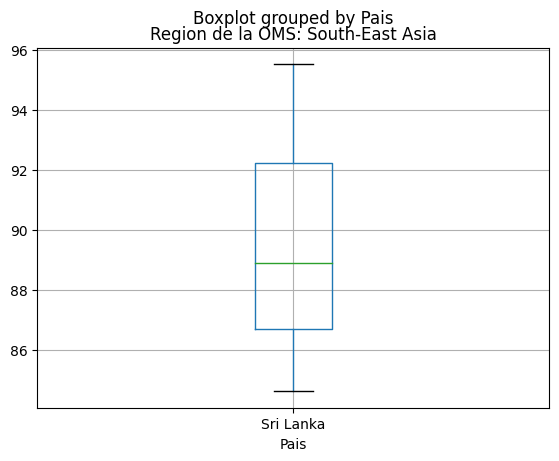 Boxplot grouped by Pais
Region de la OMS: South-East Asia
96
94
92
90
88
86
Sri Lanka
Pais